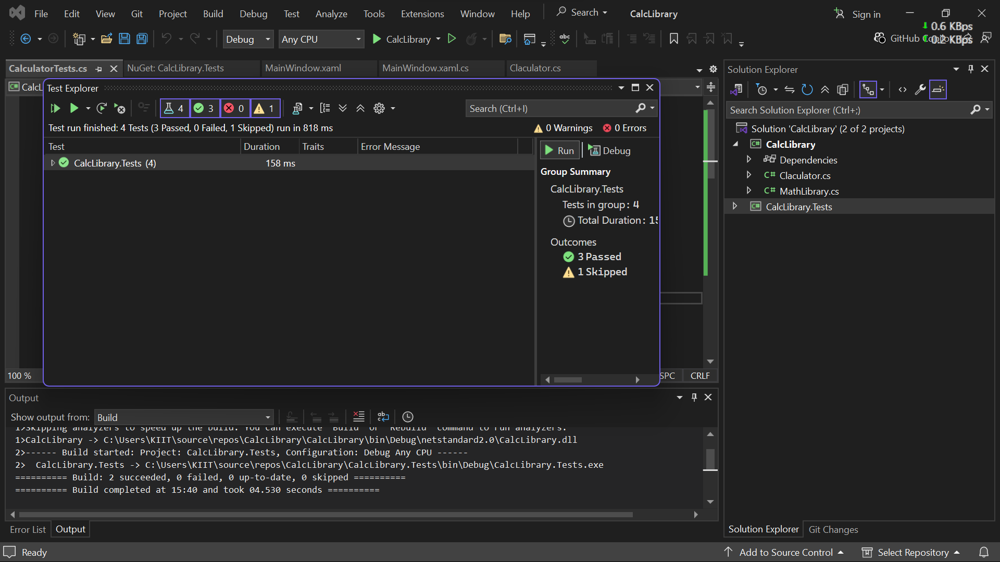 File Edit View Git Project Build Debug Test Analyze Tools Extensions Window Help Search CalcLibrary Sign in
0.6 KBps
Debug Any CPU CalcLibrary abc GitHub
0.2 KBps
CalculatorTests.cs NuGet: CalcLibrary.Tests MainWindow.xaml MainWindow.xaml.cs Claculator.cs
C# CalcL
Test Explorer
4 3 0 1
Search (Ctrl+I)
Test run finished: 4 Tests (3 Passed, 0 Failed, 1 Skipped) run in 818 ms
0 Warnings 0 Errors
Test Duration Traits Error Message
CalcLibrary.Tests (4) 158 ms
Run Debug
Group Summary
CalcLibrary.Tests
Tests in group: 4
Total Duration: 15
Outcomes
3 Passed
1 Skipped
100 % SPC CRLF
Output
Show output from: Build
1>Skipping analyzers to speed up the build. You can execute 'Build' or 'Rebuild' command to run analyzers.
1>CalcLibrary -> C:\Users\KIIT\source\repos\CalcLibrary\CalcLibrary\bin\Debug\netstandard2.0\CalcLibrary.dll
2>------ Build started: Project: CalcLibrary.Tests, Configuration: Debug Any CPU ------
2>  CalcLibrary.Tests -> C:\Users\KIIT\source\repos\CalcLibrary\CalcLibrary.Tests\bin\Debug\CalcLibrary.Tests.exe
========== Build: 2 succeeded, 0 failed, 0 up-to-date, 0 skipped ==========
========== Build completed at 15:40 and took 04.530 seconds ==========
Error List Output
Solution Explorer
Search Solution Explorer (Ctrl+;)
Solution 'CalcLibrary' (2 of 2 projects)
C# CalcLibrary
Dependencies
C# Claculator.cs
C# MathLibrary.cs
C# CalcLibrary.Tests
Solution Explorer Git Changes
Ready Add to Source Control Select Repository